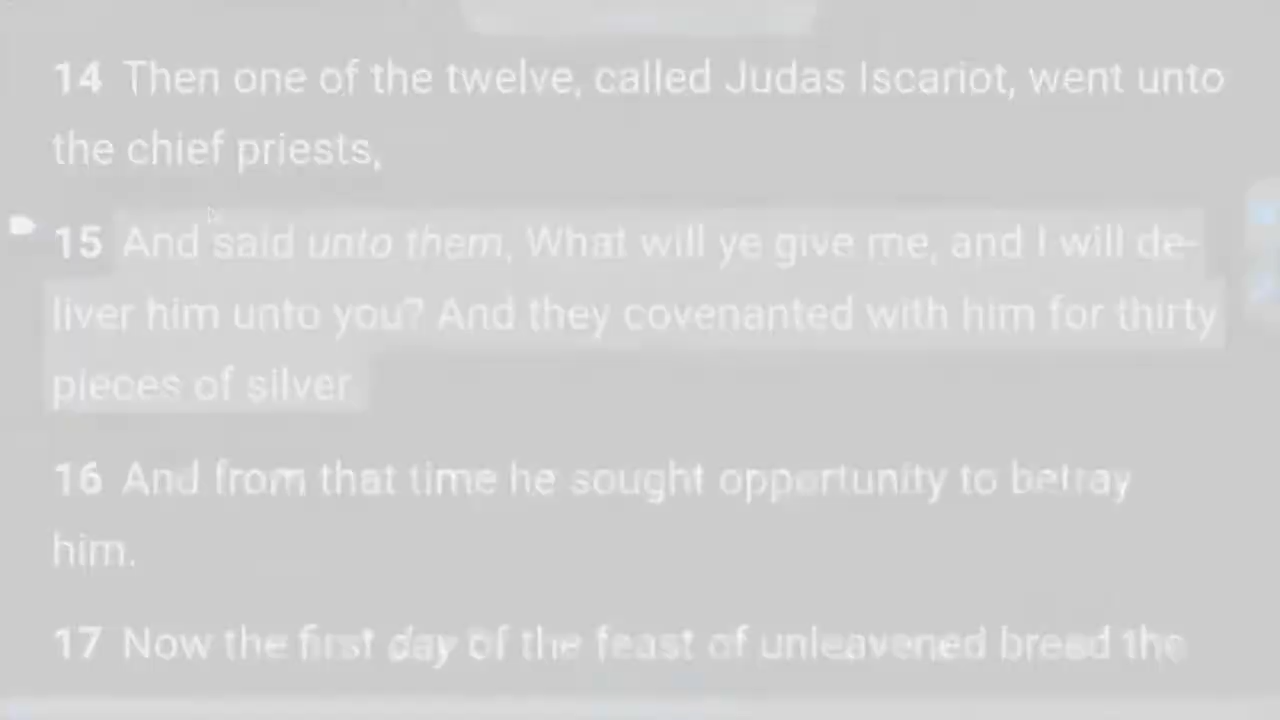 14 Then one of the twelve, called Judas Iscariot, went unto
the chief priests,
15 And said unto them, What will ye give me, and I will de-
liver him unto you? And they covenanted with him for thirty
pieces of silver
16 And from that time he sought opportunity to betray
him.
17 Now the first day of the feast of unleavened bread the